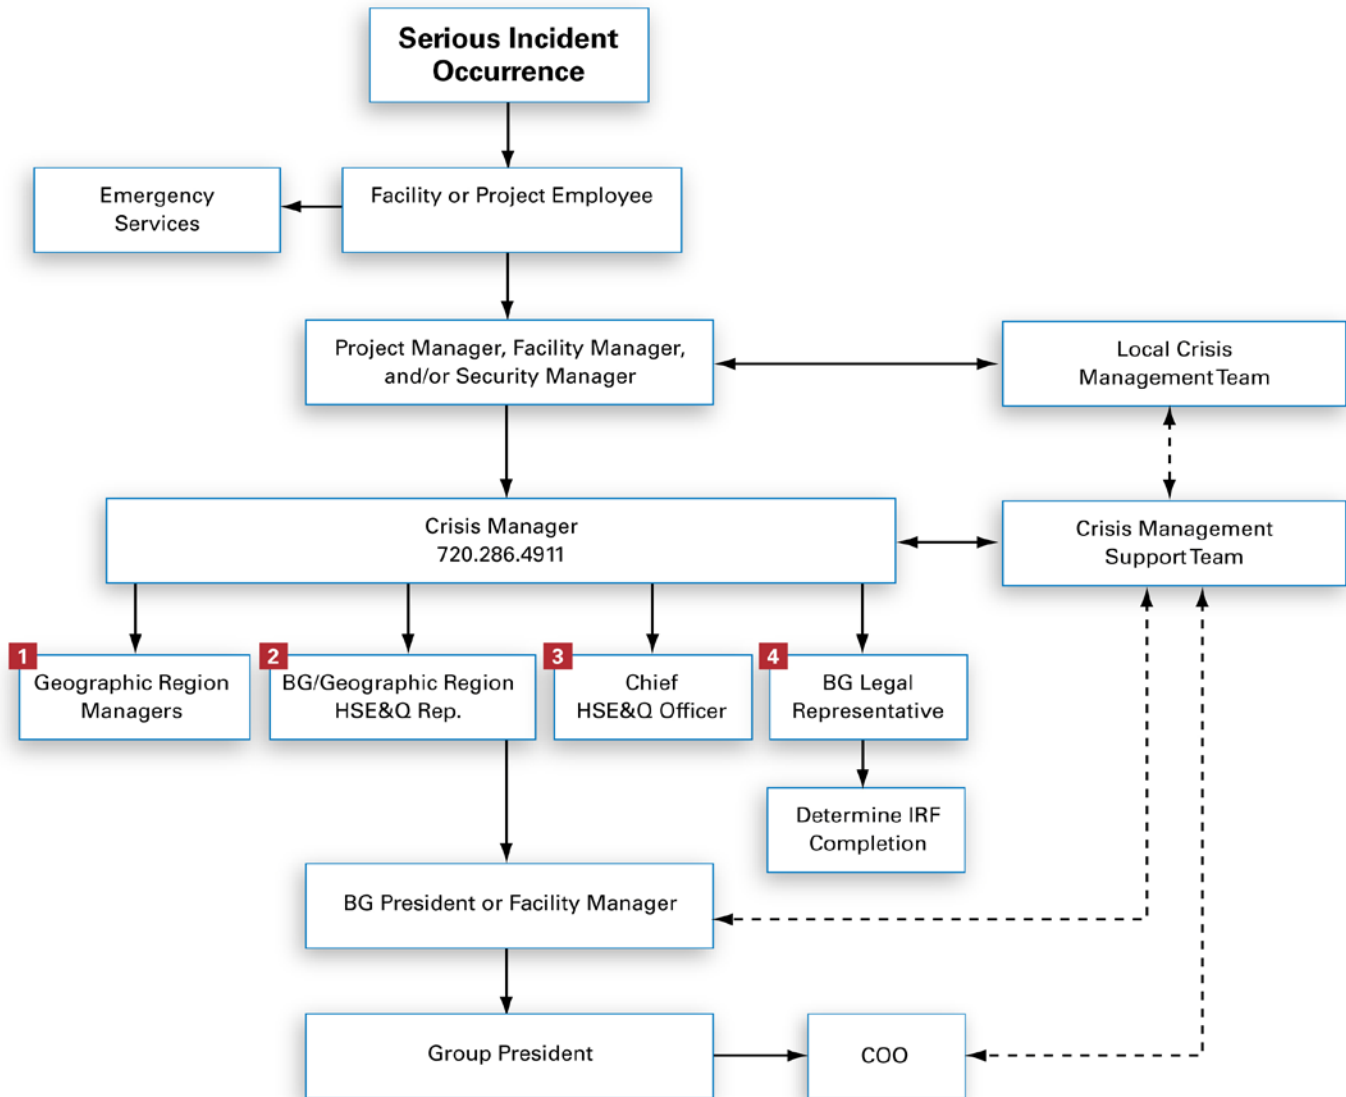 Serious Incident
Occurrence
Emergency
Services
Facility or Project Employee
Project Manager, Facility Manager,
and/or Security Manager
Local Crisis
Management Team
Crisis Manager
720.286.4911
Crisis Management
Support Team
1
Geographic Region
Managers
2
BG/Geographic Region
HSE&Q Rep.
3
Chief
HSE&Q Officer
4
BG Legal
Representative
Determine IRF
Completion
BG President or Facility Manager
Group President
COO